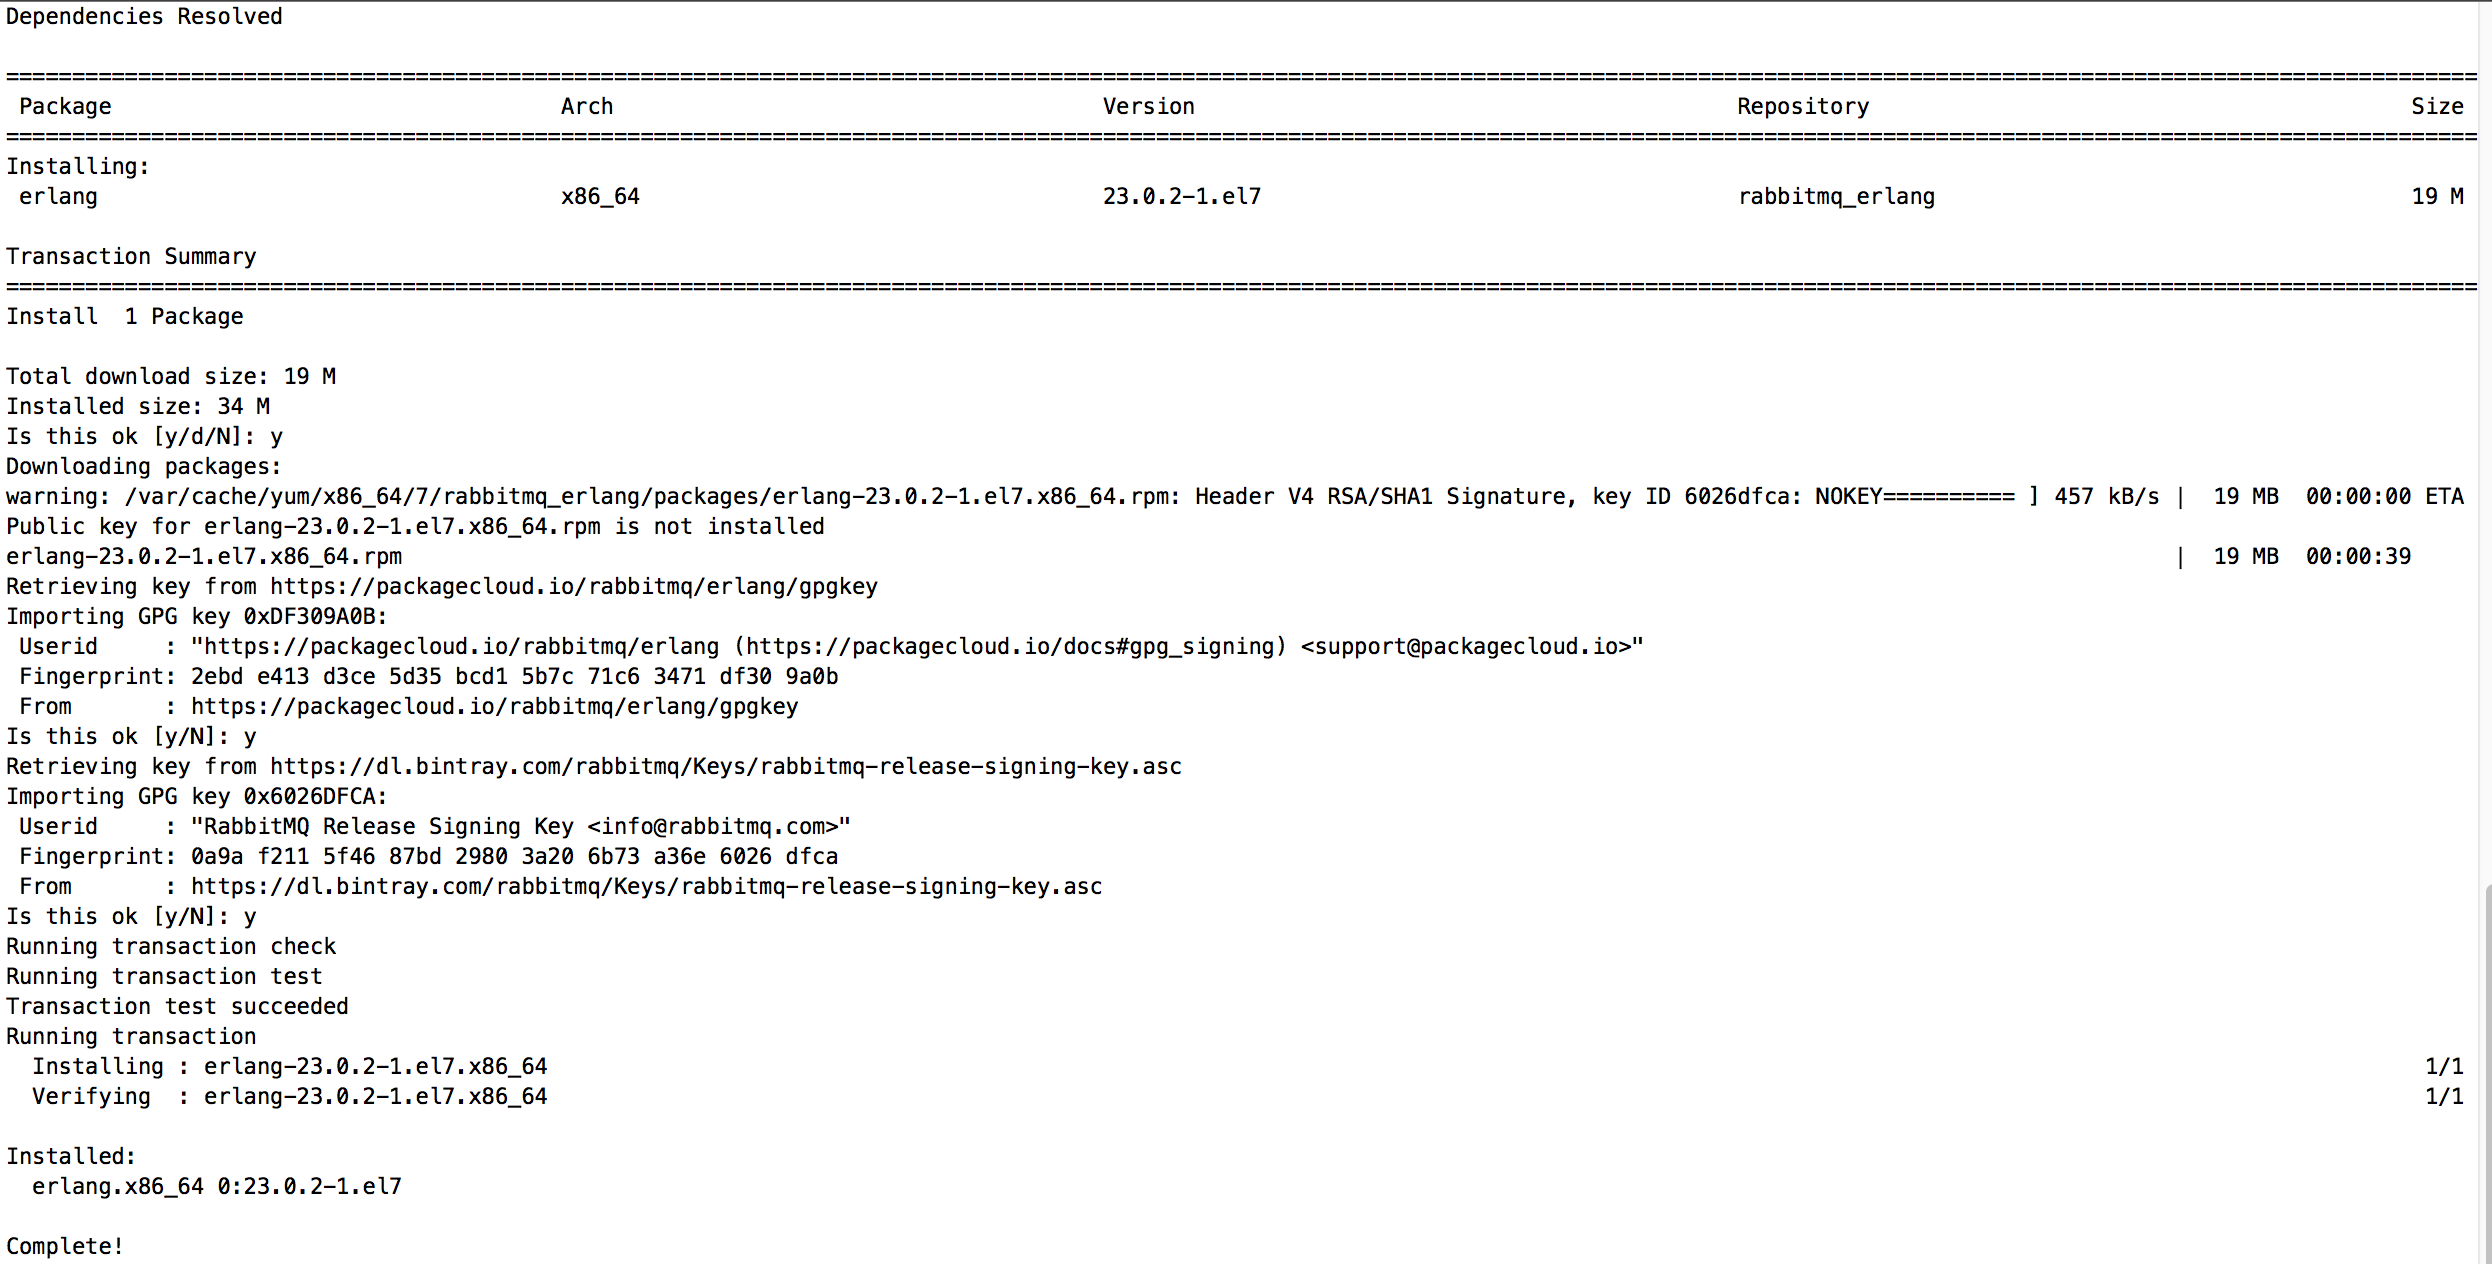 Dependencies Resolved
================================================================================
Package Arch Version Repository Size
================================================================================
Installing:
erlang x86_64 23.0.2-1.el7 rabbitmq_erlang 19 M
Transaction Summary
================================================================================
Install  1 Package
Total download size: 19 M
Installed size: 34 M
Is this ok [y/d/N]: y
Downloading packages:
warning: /var/cache/yum/x86_64/7/rabbitmq_erlang/packages/erlang-23.0.2-1.el7.x86_64.rpm: Header V4 RSA/SHA1 Signature, key ID 6026dfca: NOKEY========== ] 457 kB/s |  19 MB  00:00:00 ETA
Public key for erlang-23.0.2-1.el7.x86_64.rpm is not installed
erlang-23.0.2-1.el7.x86_64.rpm |  19 MB  00:00:39
Retrieving key from https://packagecloud.io/rabbitmq/erlang/gpgkey
Importing GPG key 0xDF309A0B:
Userid     : "https://packagecloud.io/rabbitmq/erlang (https://packagecloud.io/docs#gpg_signing) <support@packagecloud.io>"
Fingerprint: 2ebd e413 d3ce 5d35 bcd1 5b7c 71c6 3471 df30 9a0b
From       : https://packagecloud.io/rabbitmq/erlang/gpgkey
Is this ok [y/N]: y
Retrieving key from https://dl.bintray.com/rabbitmq/Keys/rabbitmq-release-signing-key.asc
Importing GPG key 0x6026DFCA:
Userid     : "RabbitMQ Release Signing Key <info@rabbitmq.com>"
Fingerprint: 0a9a f211 5f46 87bd 2980 3a20 6b73 a36e 6026 dfca
From       : https://dl.bintray.com/rabbitmq/Keys/rabbitmq-release-signing-key.asc
Is this ok [y/N]: y
Running transaction check
Running transaction test
Transaction test succeeded
Running transaction
Installing : erlang-23.0.2-1.el7.x86_64 1/1
Verifying  : erlang-23.0.2-1.el7.x86_64 1/1
Installed:
erlang.x86_64 0:23.0.2-1.el7
Complete!